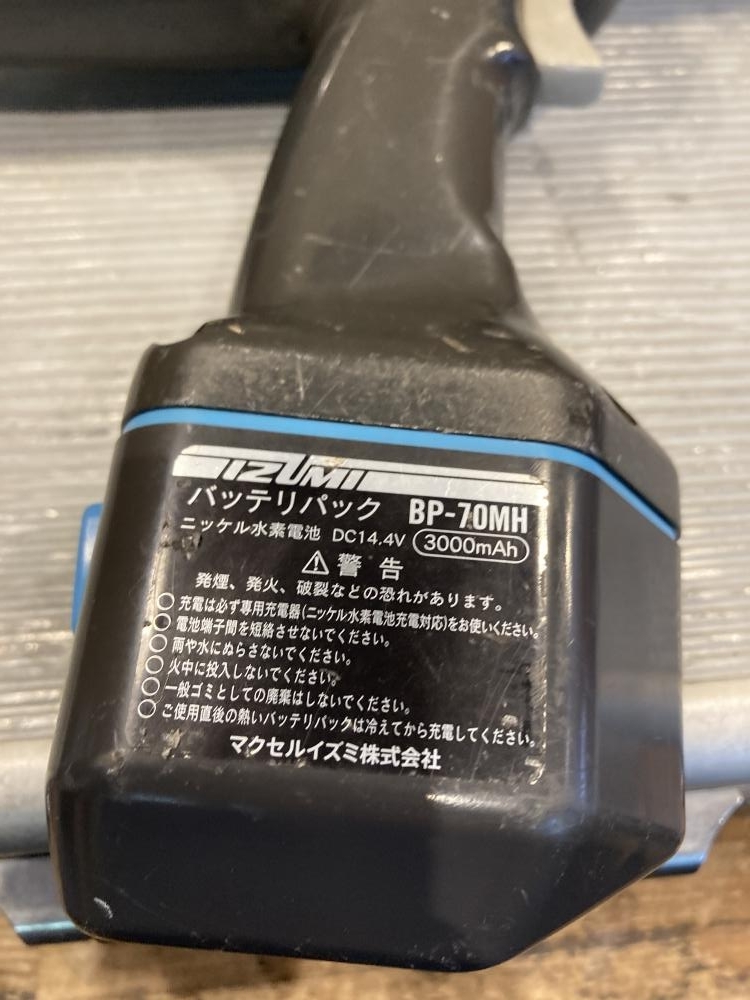 IZUMI
バッテリパック BP-70MH
ニッケル水素電池 DC14.4V 3000mAh
⚠警告
発煙、発火、破裂などの恐れがあります。
○充電は必ず専用充電器(ニッケル水素電池充電対応)をお使いください。
○電池端子間を短絡させないでください。
○雨や水にぬらさないでください。
○火中に投入しないでください。
○一般ゴミとしての廃棄はしないでください。
○ご使用直後の熱いバッテリパックは冷えてから充電してください。
マクセルイズミ株式会社